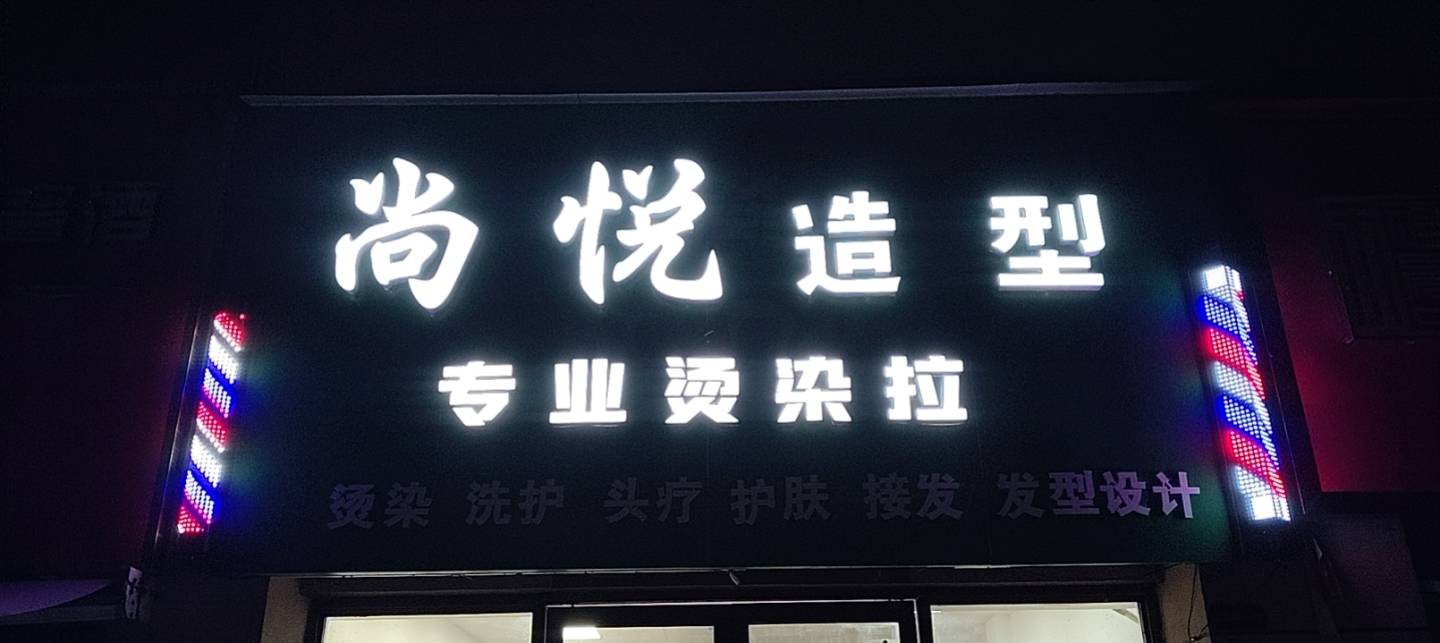 尚悦造型
专业烫染拉
烫染 洗护 头疗 护肤 接发 发型设计